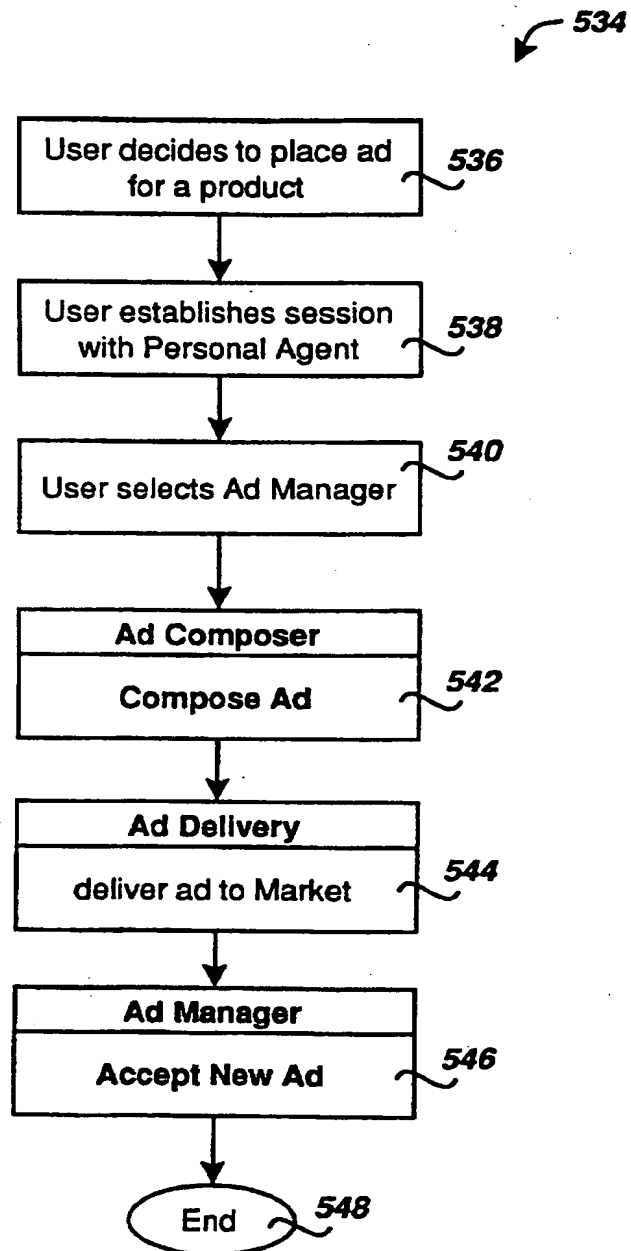 534
User decides to place ad
for a product
536
User establishes session
with Personal Agent
538
540
User selects Ad Manager
Ad Composer
Compose Ad
542
Ad Delivery
deliver ad to Market
544
Ad Manager
Accept New Ad
546
End
548